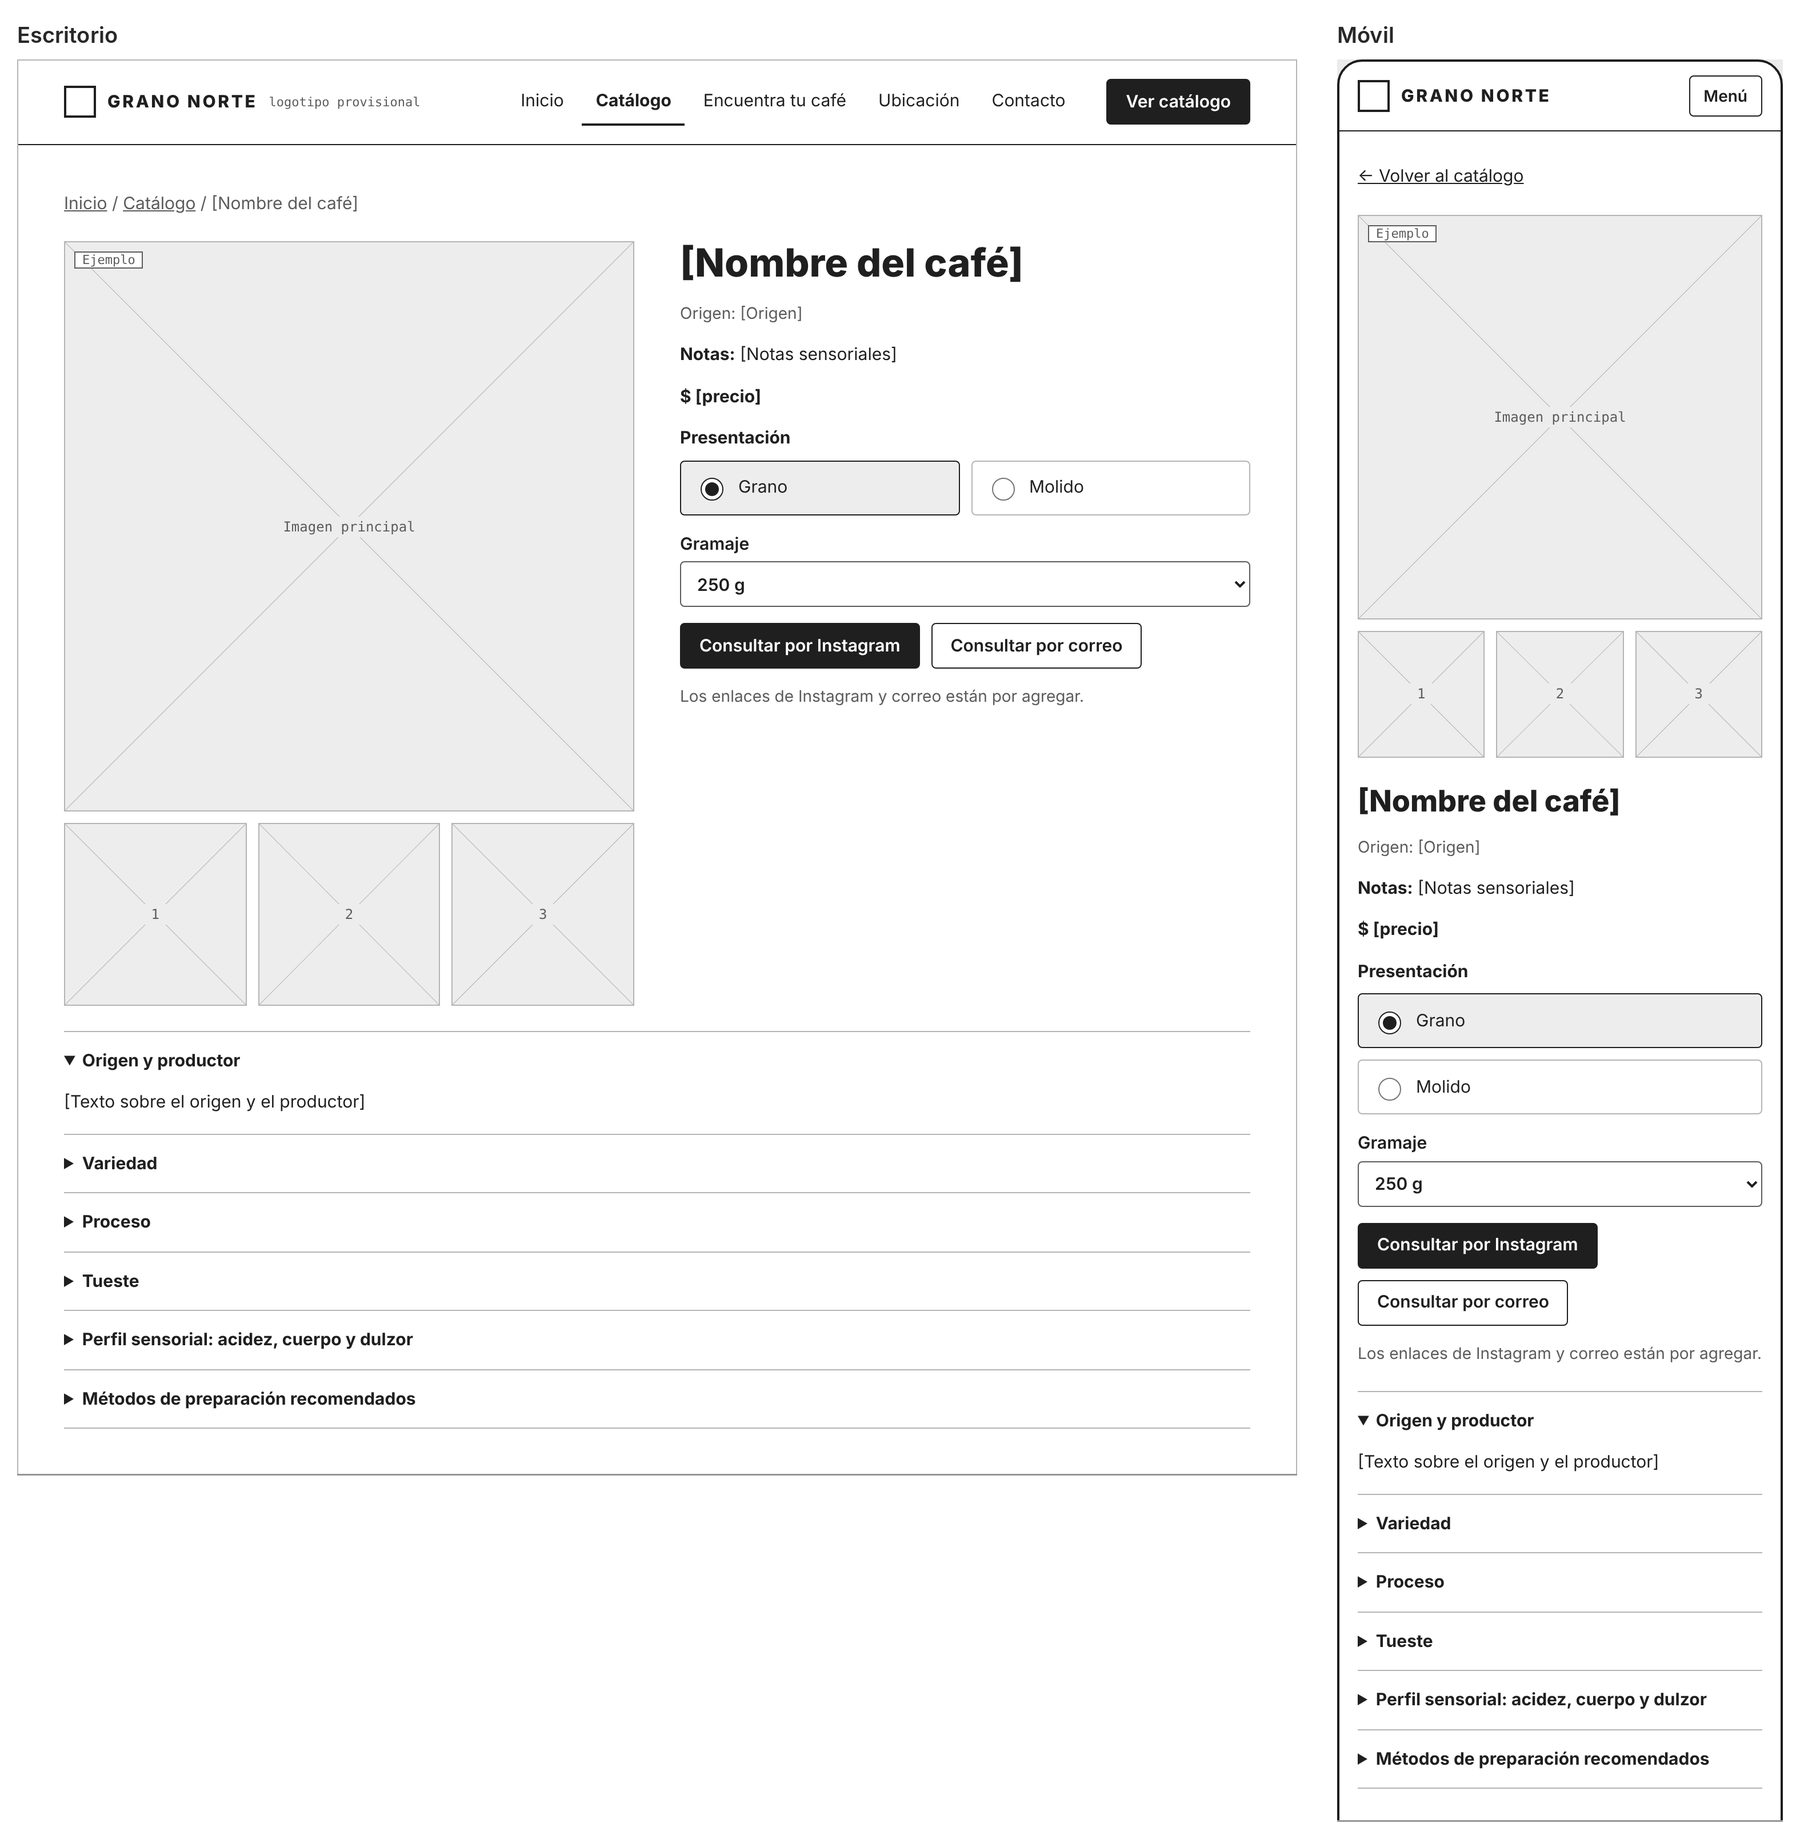 Escritorio
GRANO NORTE logotipo provisional Inicio Catálogo Encuentra tu café Ubicación Contacto Ver catálogo
Inicio / Catálogo / [Nombre del café]
Ejemplo
Imagen principal
1 2 3
[Nombre del café]
Origen: [Origen]
Notas: [Notas sensoriales]
$ [precio]
Presentación
Grano Molido
Gramaje
250 g
Consultar por Instagram Consultar por correo
Los enlaces de Instagram y correo están por agregar.
▼ Origen y productor
[Texto sobre el origen y el productor]
▶ Variedad
▶ Proceso
▶ Tueste
▶ Perfil sensorial: acidez, cuerpo y dulzor
▶ Métodos de preparación recomendados
Móvil
GRANO NORTE Menú
← Volver al catálogo
Ejemplo
Imagen principal
1 2 3
[Nombre del café]
Origen: [Origen]
Notas: [Notas sensoriales]
$ [precio]
Presentación
Grano
Molido
Gramaje
250 g
Consultar por Instagram
Consultar por correo
Los enlaces de Instagram y correo están por agregar.
▼ Origen y productor
[Texto sobre el origen y el productor]
▶ Variedad
▶ Proceso
▶ Tueste
▶ Perfil sensorial: acidez, cuerpo y dulzor
▶ Métodos de preparación recomendados